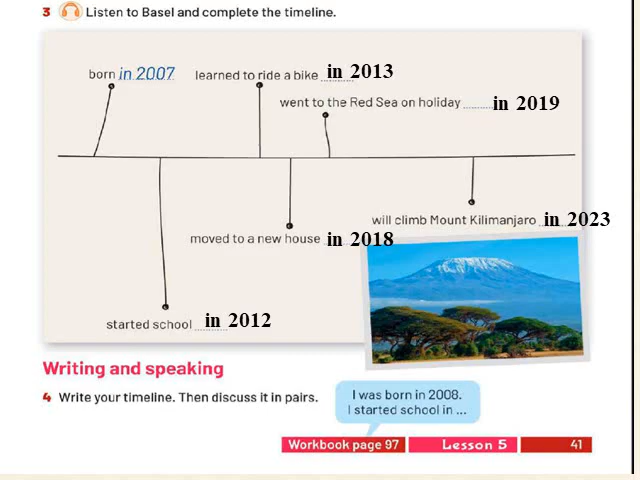 3 Listen to Basel and complete the timeline.
born in 2007
learned to ride a bike in 2013
went to the Red Sea on holiday in 2019
will climb Mount Kilimanjaro in 2023
moved to a new house in 2018
started school in 2012
Writing and speaking
4 Write your timeline. Then discuss it in pairs.
I was born in 2008.
I started school in ...
Workbook page 97 Lesson 5 41